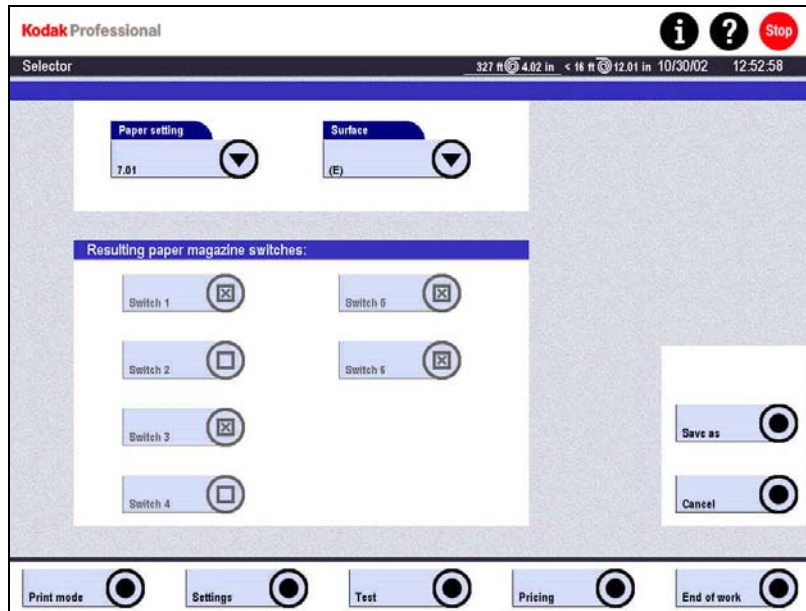 Kodak Professional
i ? Stop
Selector 327 ft 4.02 in < 16 ft 12.01 in 10/30/02 12:52:58
Paper setting Surface
7.01 (E)
Resulting paper magazine switches:
Switch 1 Switch 5
Switch 2 Switch 6
Switch 3
Save as
Switch 4 Cancel
Print mode Settings Test Pricing End of work